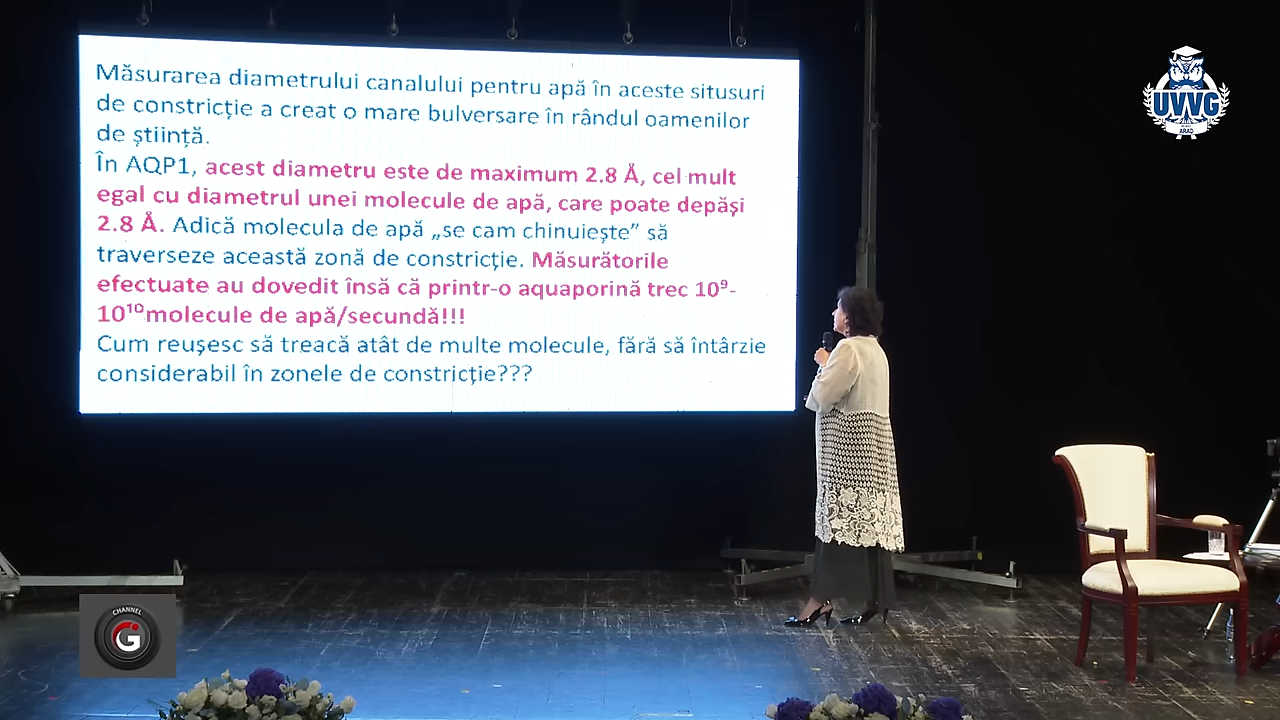 Măsurarea diametrului canalului pentru apă în aceste situsuri
de constricție a creat o mare bulversare în rândul oamenilor
de știință.
În AQP1, acest diametru este de maximum 2.8 Å, cel mult
egal cu diametrul unei molecule de apă, care poate depăşi
2.8 Å. Adică molecula de apă „se cam chinuiește” să
traverseze această zonă de constricție. Măsurătorile
efectuate au dovedit însă că printr-o aquaporină trec 10⁹-
10¹⁰molecule de apă/secundă!!!
Cum reuşesc să treacă atât de multe molecule, fără să întârzie
considerabil în zonele de constricție???
UVVG
ARAD
CHANNEL
G